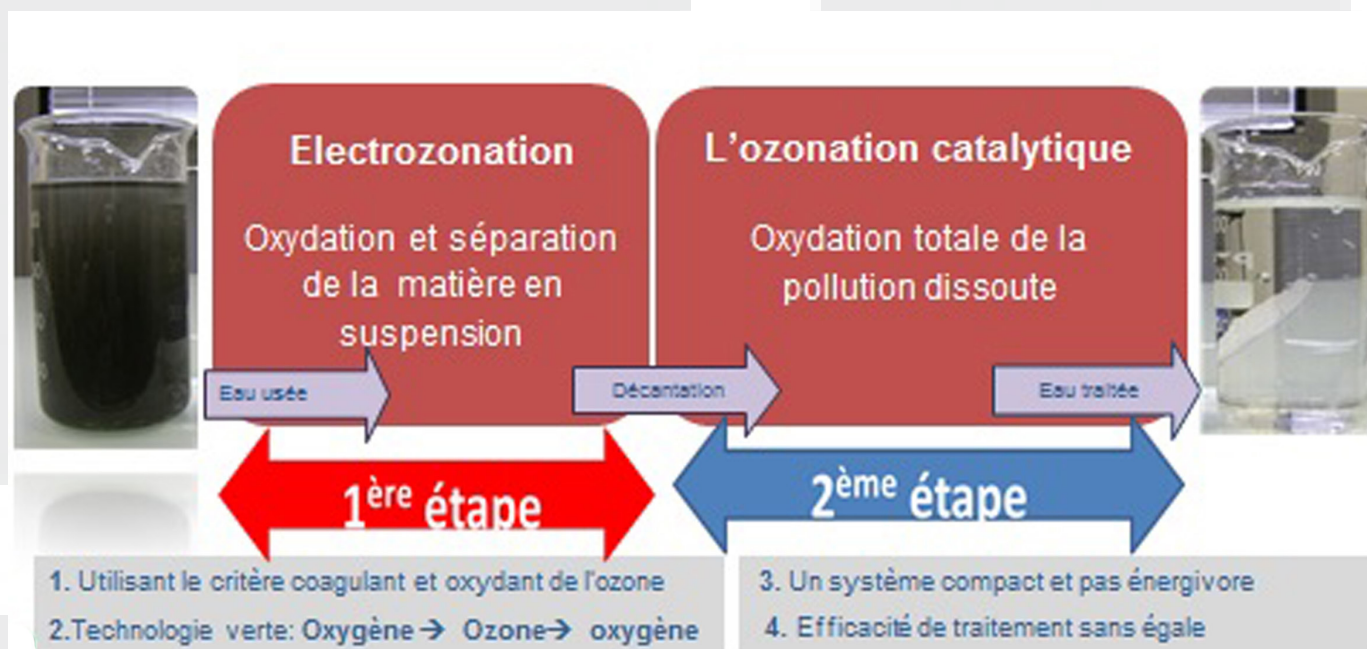 Electrozonation
Oxydation et séparation
de la matière en
suspension
L'ozonation catalytique
Oxydation totale de la
pollution dissoute
Eau usée
Décantation
Eau traitée
1ère étape
2ème étape
1. Utilisant le critère coagulant et oxydant de l'ozone
2.Technologie verte: Oxygène→ Ozone→ oxygène
3. Un système compact et pas énergivore
4. Efficacité de traitement sans égale